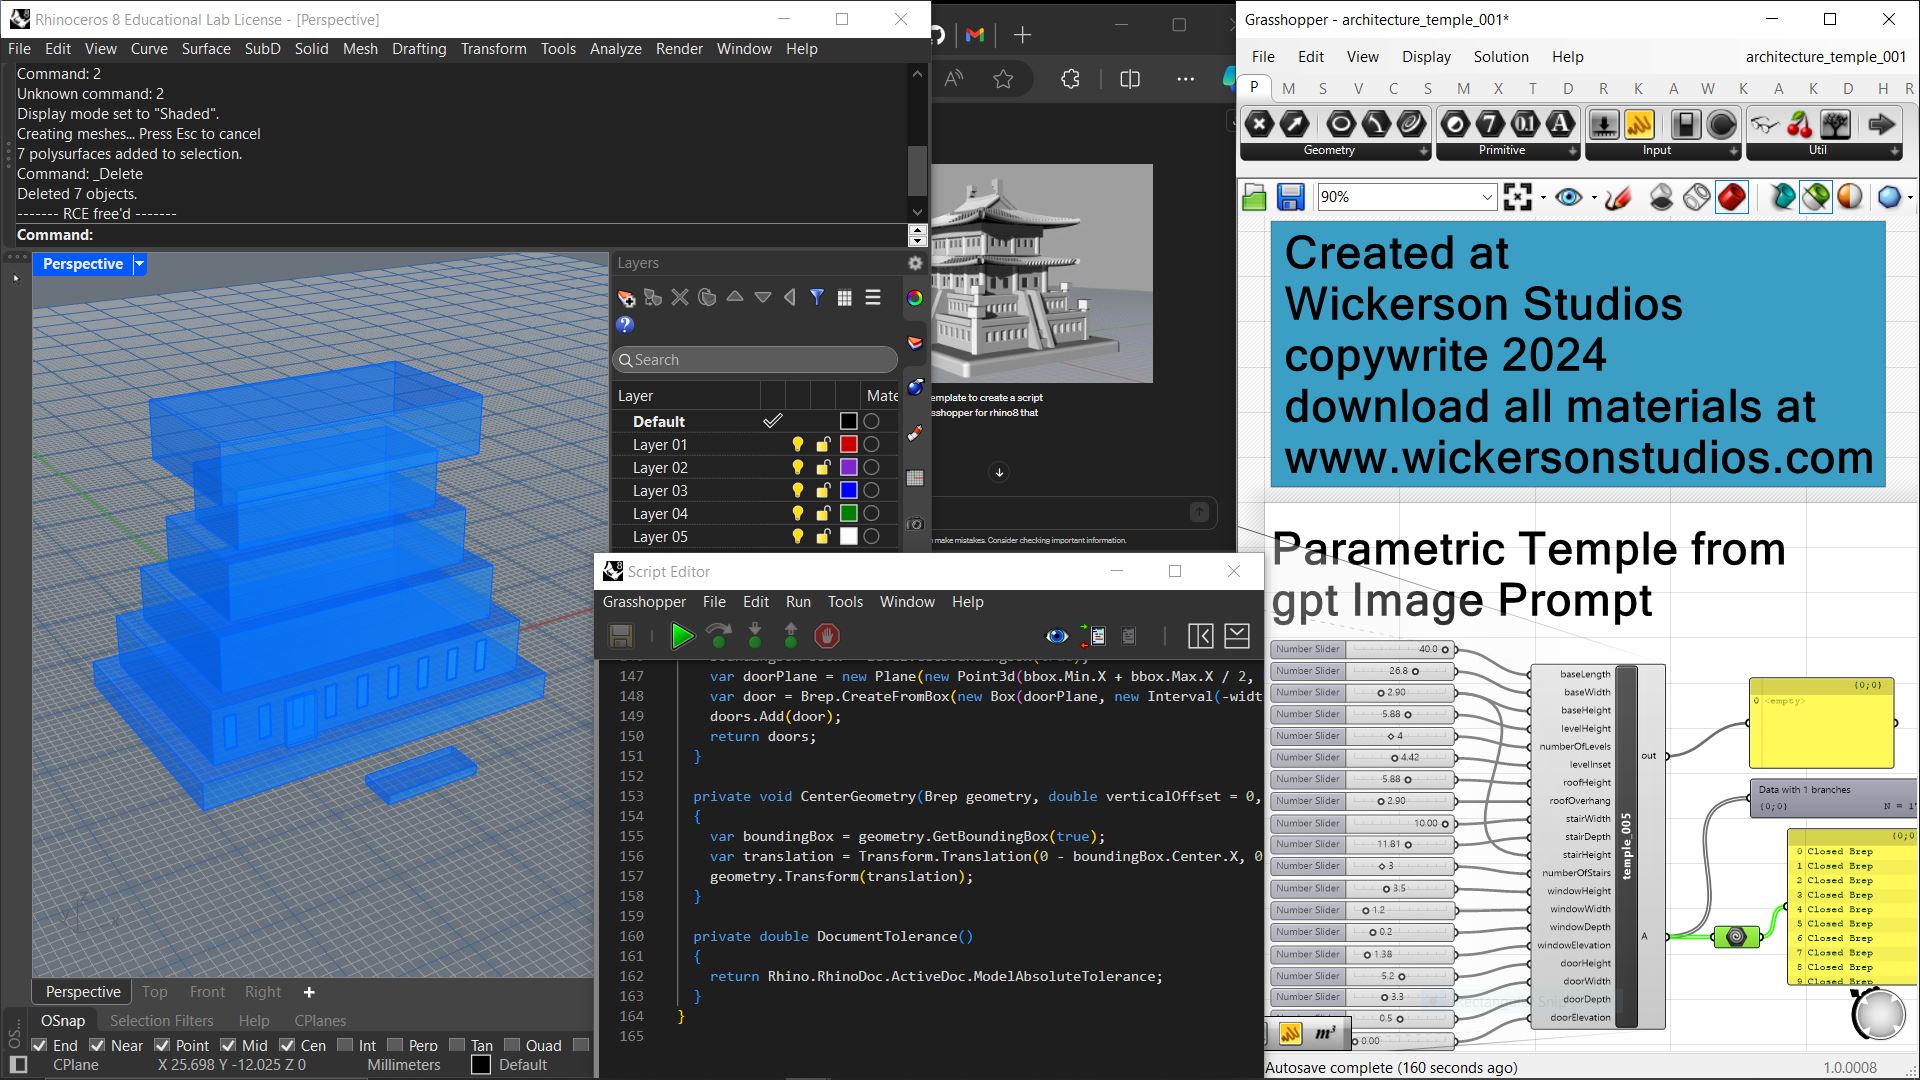 Rhinoceros 8 Educational Lab License - [Perspective]
File Edit View Curve Surface SubD Solid Mesh Drafting Transform Tools Analyze Render Window Help
Command: 2
Unknown command: 2
Display mode set to "Shaded".
Creating meshes... Press Esc to cancel
7 polysurfaces added to selection.
Command: _Delete
Deleted 7 objects.
------- RCE free'd -------
Command:
Perspective
Layers
Search
Layer Mate
Default
Layer 01
Layer 02
Layer 03
Layer 04
Layer 05
Perspective Top Front Right
OSnap Selection Filters Help CPlanes
End Near Point Mid Cen Int Perp Tan Quad
CPlane X 25.698 Y -12.025 Z 0 Millimeters Default
emplate to create a script
sshopper for rhino8 that
make mistakes. Consider checking important information.
Script Editor
Grasshopper File Edit Run Tools Window Help
147 var doorPlane = new Plane(new Point3d(bbox.Min.X + bbox.Max.X / 2,
148 var door = Brep.CreateFromBox(new Box(doorPlane, new Interval(-widt
149 doors.Add(door);
150 return doors;
151 }
152
153 private void CenterGeometry(Brep geometry, double verticalOffset = 0,
154 {
155 var boundingBox = geometry.GetBoundingBox(true);
156 var translation = Transform.Translation(0 - boundingBox.Center.X, 0
157 geometry.Transform(translation);
158 }
159
160 private double DocumentTolerance()
161 {
162 return Rhino.RhinoDoc.ActiveDoc.ModelAbsoluteTolerance;
163 }
164 }
165
Grasshopper - architecture_temple_001*
File Edit View Display Solution Help architecture_temple_001
P M S V C S M X T D R K A W K A K D H R
Geometry Primitive Input Util
90%
Created at
Wickerson Studios
copywrite 2024
download all materials at
www.wickersonstudios.com
Parametric Temple from
gpt Image Prompt
Number Slider 40.0
Number Slider 26.8
Number Slider 2.90
Number Slider 5.88
Number Slider 4
Number Slider 4.42
Number Slider 5.88
Number Slider 2.90
Number Slider 10.00
Number Slider 11.81
Number Slider 3
Number Slider 3.5
Number Slider 1.2
Number Slider 0.2
Number Slider 1.38
Number Slider 5.2
Number Slider 3.3
Number Slider 0.5
0.00
m³
baseLength
baseWidth
baseHeight
levelHeight
numberOfLevels
levelInset
roofHeight
roofOverhang
stairWidth
stairDepth
stairHeight
numberOfStairs
windowHeight
windowWidth
windowDepth
windowElevation
doorHeight
doorWidth
doorDepth
doorElevation
temple_005
out
A
{0;0}
0 <empty>
Data with 1 branches
{0;0} N = 1
{0;0
0 Closed Brep
1 Closed Brep
2 Closed Brep
3 Closed Brep
4 Closed Brep
5 Closed Brep
6 Closed Brep
7 Closed Brep
8 Closed Brep
9 Closed Brep
Autosave complete (160 seconds ago) 1.0.0008